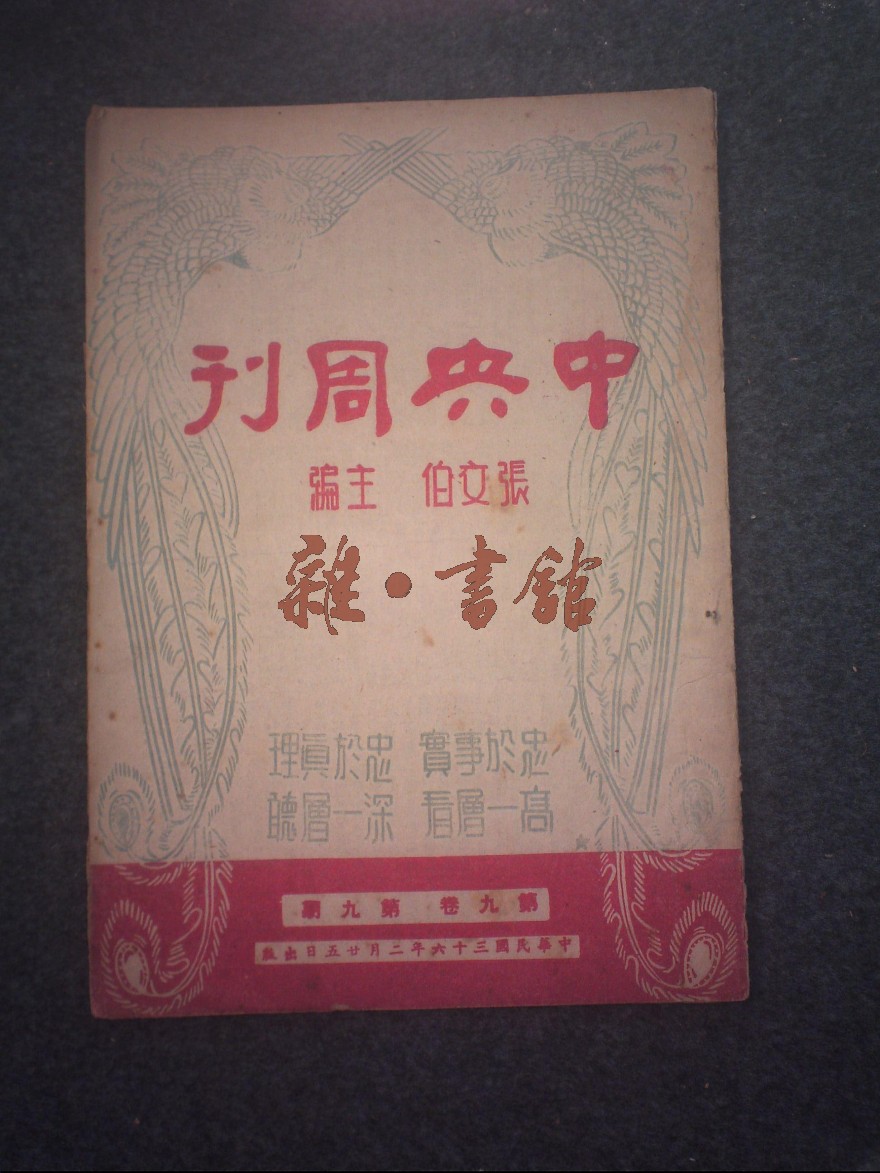 中央周刊
張文伯 主編
雜·書館
忠於事實 忠於眞理
高一層看 深一層聽
第九卷 第九期
中華民國三十六年二月廿五日出版